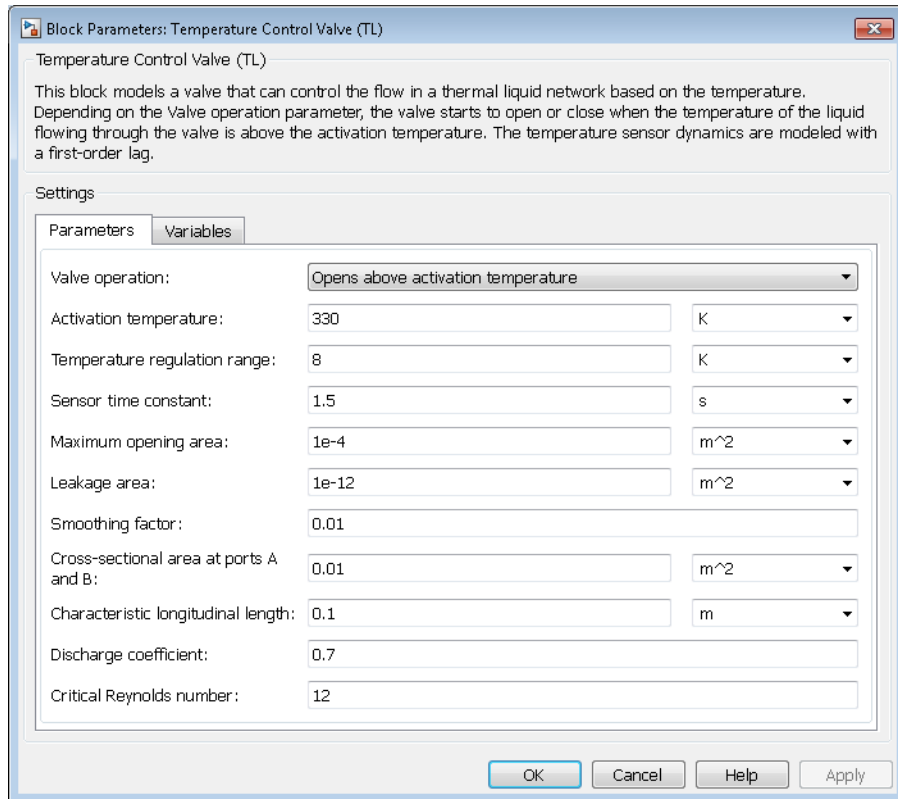 Block Parameters: Temperature Control Valve (TL)
Temperature Control Valve (TL)
This block models a valve that can control the flow in a thermal liquid network based on the temperature.
Depending on the Valve operation parameter, the valve starts to open or close when the temperature of the liquid
flowing through the valve is above the activation temperature. The temperature sensor dynamics are modeled with
a first-order lag.
Settings
Parameters Variables
Valve operation: Opens above activation temperature
Activation temperature: 330 K
Temperature regulation range: 8 K
Sensor time constant: 1.5 s
Maximum opening area: 1e-4 m^2
Leakage area: 1e-12 m^2
Smoothing factor: 0.01
Cross-sectional area at ports A
and B: 0.01 m^2
Characteristic longitudinal length: 0.1 m
Discharge coefficient: 0.7
Critical Reynolds number: 12
OK Cancel Help Apply